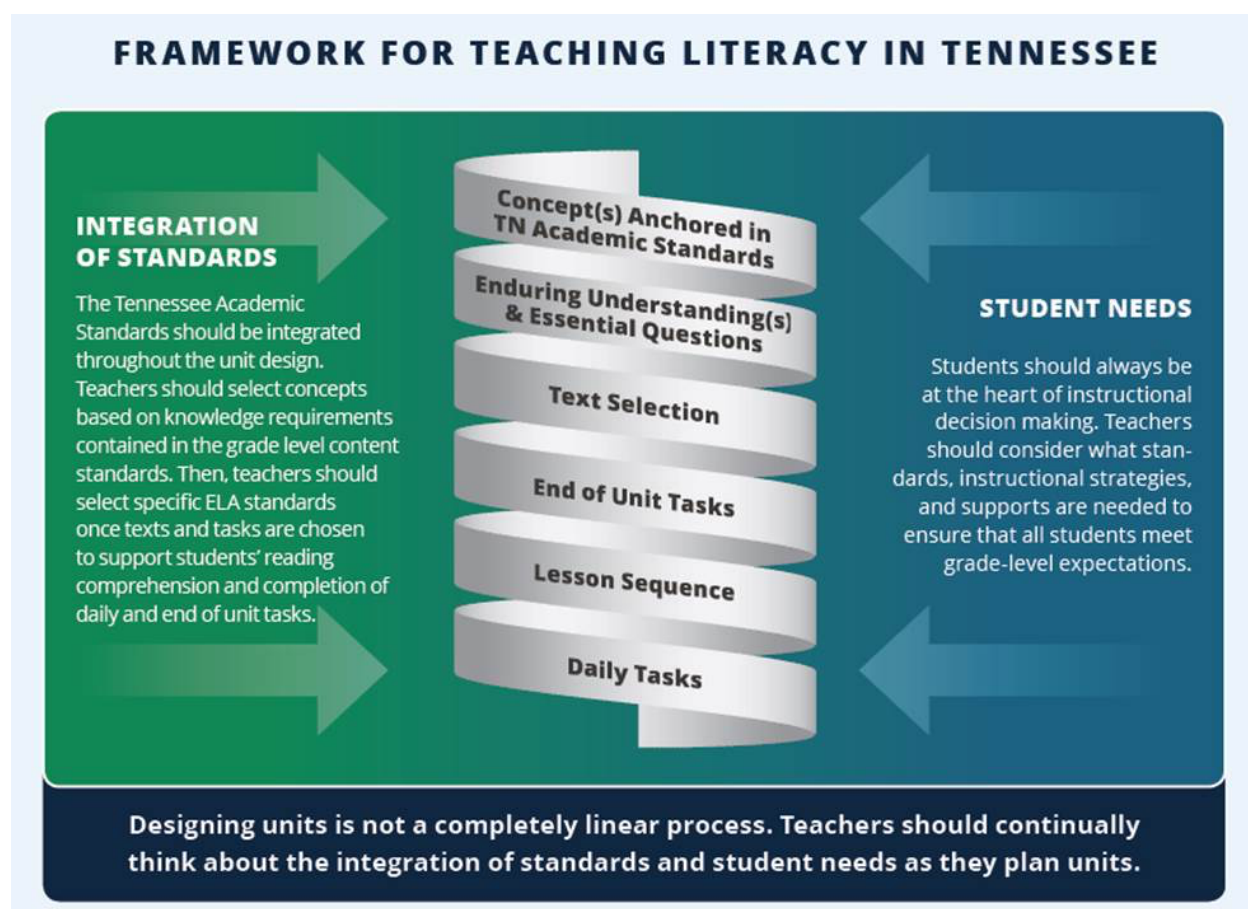 FRAMEWORK FOR TEACHING LITERACY IN TENNESSEE
INTEGRATION
OF STANDARDS
The Tennessee Academic
Standards should be integrated
throughout the unit design.
Teachers should select concepts
based on knowledge requirements
contained in the grade level content
standards. Then, teachers should
select specific ELA standards
once texts and tasks are chosen
to support students' reading
comprehension and completion of
daily and end of unit tasks.
Concept(s) Anchored in
TN Academic Standards
Enduring Understanding(s)
& Essential Questions
Text Selection
End of Unit Tasks
Lesson Sequence
Daily Tasks
STUDENT NEEDS
Students should always be
at the heart of instructional
decision making. Teachers
should consider what stan-
dards, instructional strategies,
and supports are needed to
ensure that all students meet
grade-level expectations.
Designing units is not a completely linear process. Teachers should continually
think about the integration of standards and student needs as they plan units.